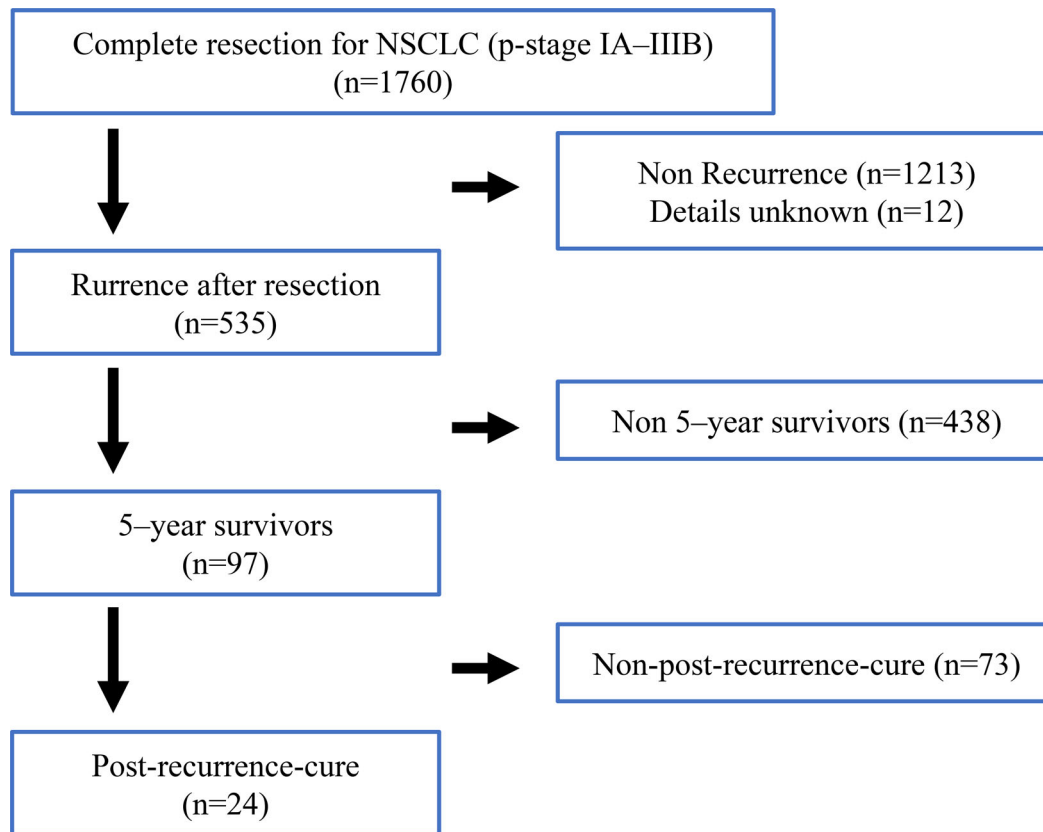 Complete resection for NSCLC (p-stage IA–IIIB)
(n=1760)
Non Recurrence (n=1213)
Details unknown (n=12)
Rurrence after resection
(n=535)
Non 5–year survivors (n=438)
5–year survivors
(n=97)
Non-post-recurrence-cure (n=73)
Post-recurrence-cure
(n=24)